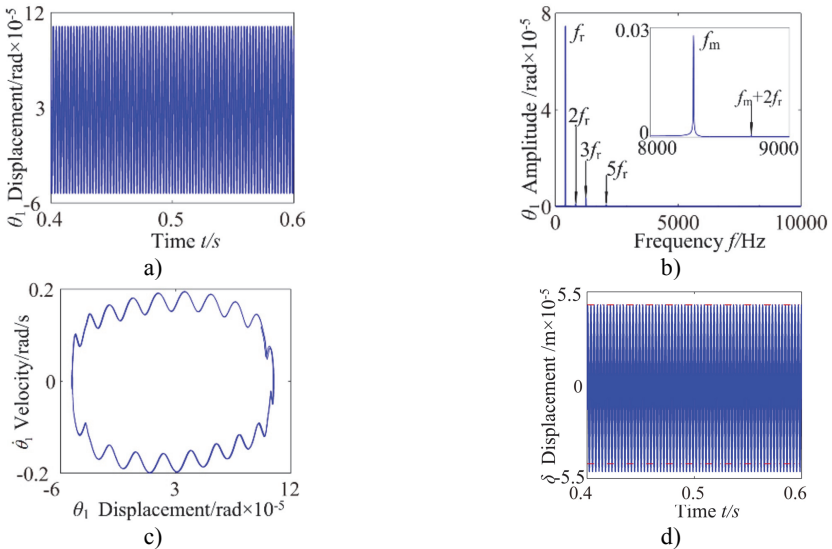 12
3
-6
θ₁ Displacement/rad×10⁻⁵
0.4 0.5 0.6
Time t/s
a)
8
4
0
θ₁ Amplitude /rad×10⁻⁵
fᵣ
2fᵣ
3fᵣ
5fᵣ
0.03
0
fₘ
fₘ+2fᵣ
8000 9000
5000 10000
Frequency f/Hz
b)
0.2
0
-0.2
θ̇₁ Velocity/rad/s
-6 3 12
θ₁ Displacement/rad×10⁻⁵
c)
5.5
0
-5.5
δ Displacement /m×10⁻⁵
0.4 0.5 0.6
Time t/s
d)